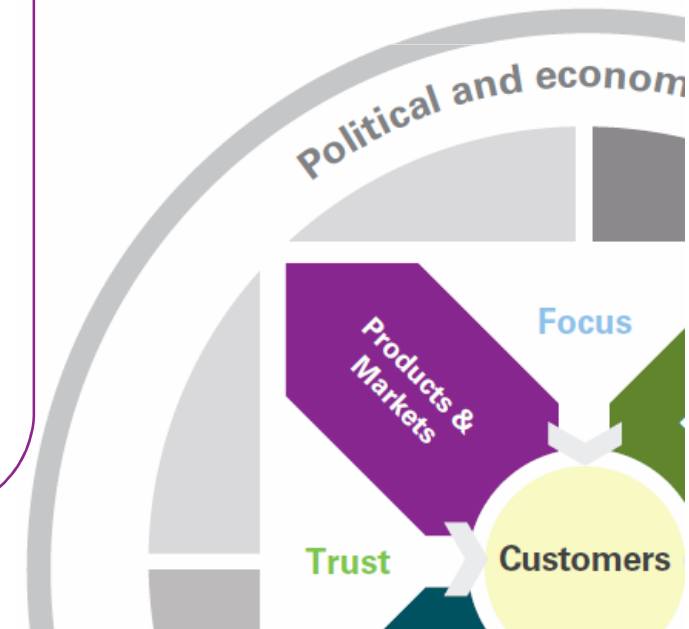 Political and econom
Focus
Products &
Markets
Trust
Customers